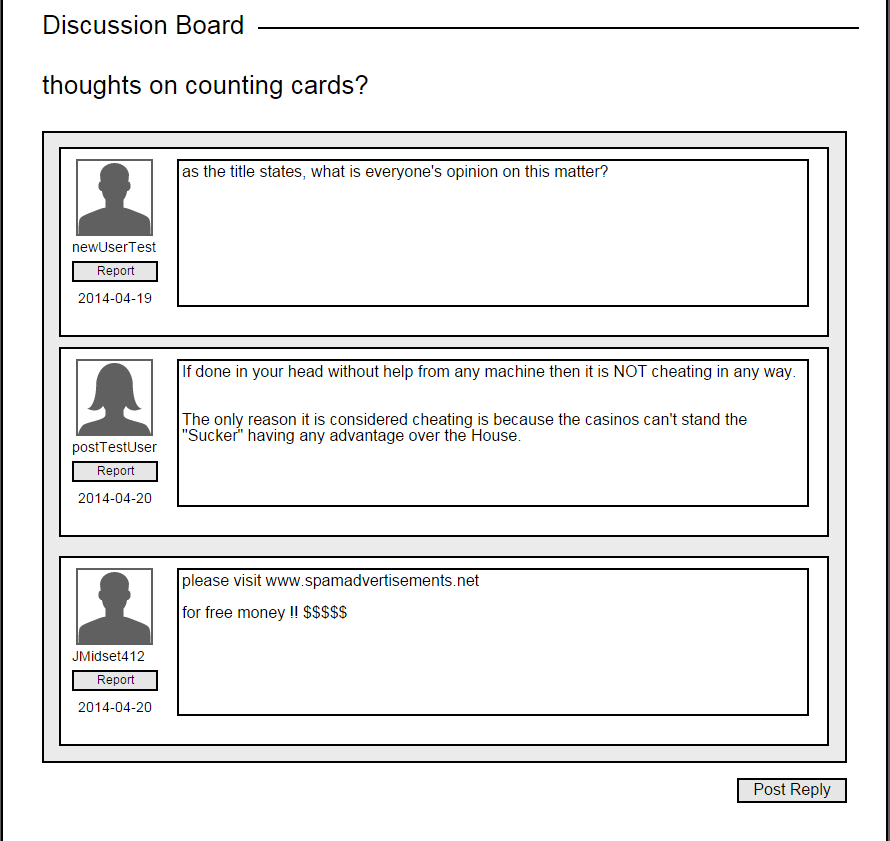 Discussion Board
thoughts on counting cards?
as the title states, what is everyone's opinion on this matter?
newUserTest
Report
2014-04-19
If done in your head without help from any machine then it is NOT cheating in any way.
The only reason it is considered cheating is because the casinos can't stand the
"Sucker" having any advantage over the House.
postTestUser
Report
2014-04-20
please visit www.spamadvertisements.net
for free money !! $$$$$
JMidset412
Report
2014-04-20
Post Reply